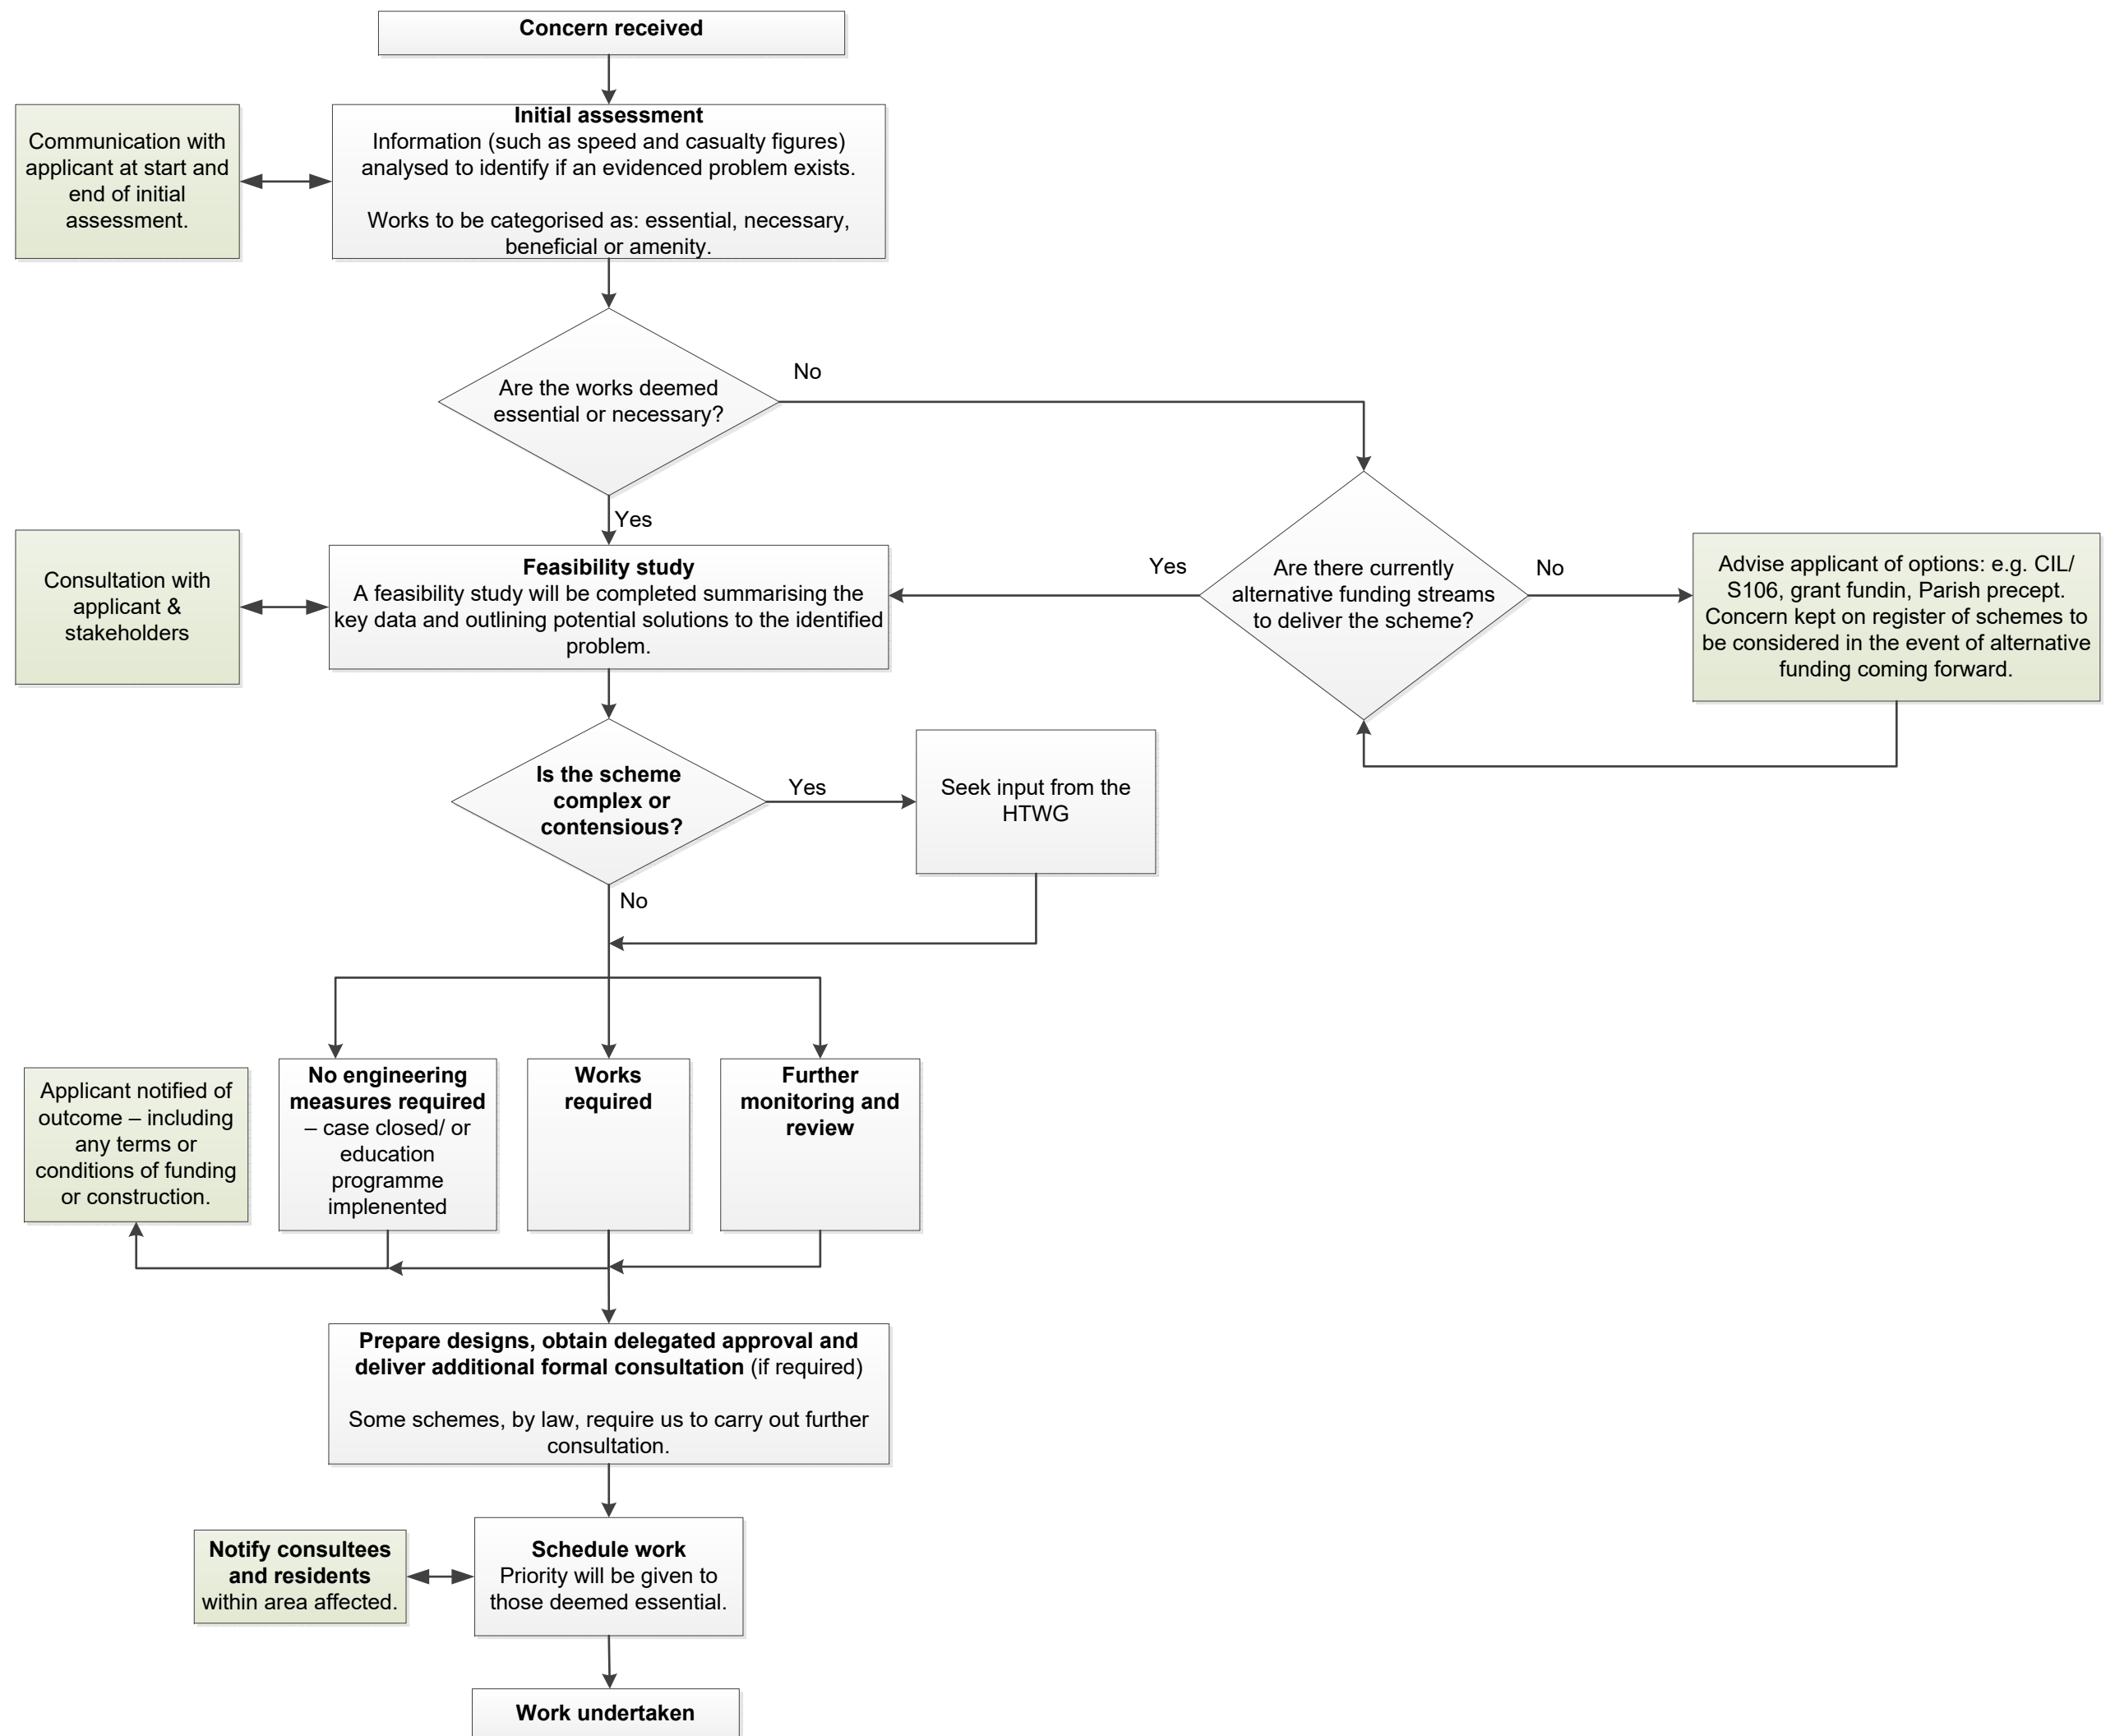 Concern received
Communication with
applicant at start and
end of initial
assessment.
Initial assessment
Information (such as speed and casualty figures)
analysed to identify if an evidenced problem exists.
Works to be categorised as: essential, necessary,
beneficial or amenity.
Are the works deemed
essential or necessary?
No
Yes
Consultation with
applicant &
stakeholders
Feasibility study
A feasibility study will be completed summarising the
key data and outlining potential solutions to the identified
problem.
Yes
Are there currently
alternative funding streams
to deliver the scheme?
No
Advise applicant of options: e.g. CIL/
S106, grant fundin, Parish precept.
Concern kept on register of schemes to
be considered in the event of alternative
funding coming forward.
Is the scheme
complex or
contensious?
Yes
Seek input from the
HTWG
No
Applicant notified of
outcome – including
any terms or
conditions of funding
or construction.
No engineering
measures required
– case closed/ or
education
programme
implenented
Works
required
Further
monitoring and
review
Prepare designs, obtain delegated approval and
deliver additional formal consultation (if required)
Some schemes, by law, require us to carry out further
consultation.
Notify consultees
and residents
within area affected.
Schedule work
Priority will be given to
those deemed essential.
Work undertaken